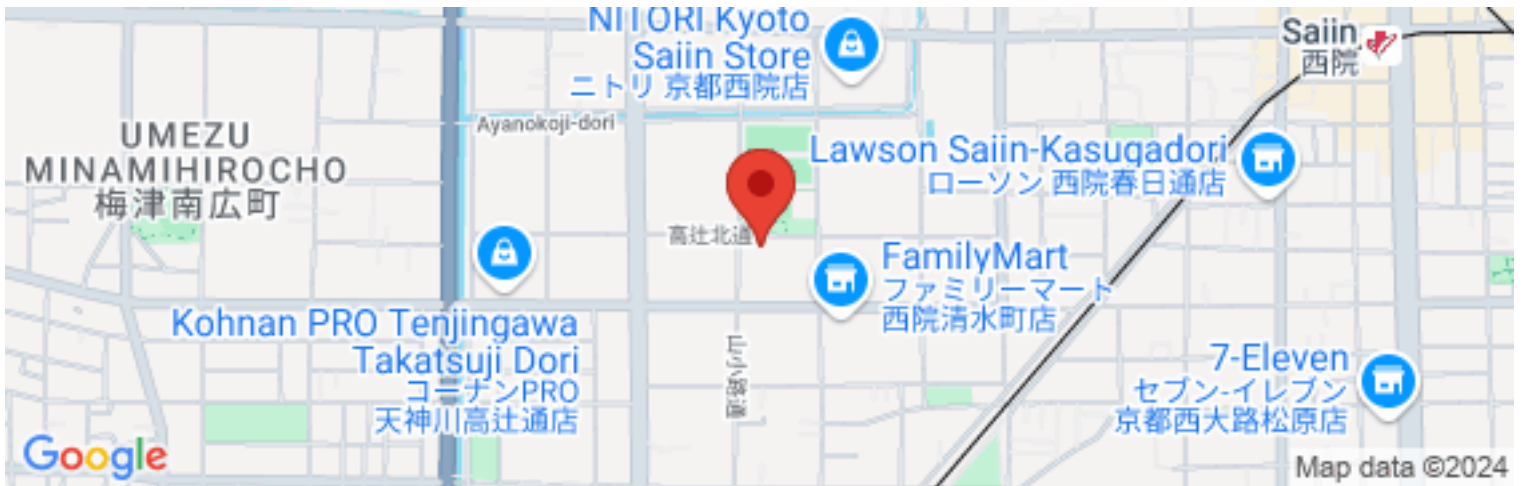 NITORI Kyoto
Saiin Store
ニトリ 京都西院店
Saiin
西院
Ayanokoji-dori
UMEZU
MINAMIHIROCHO
梅津南広町
Lawson Saiin-Kasugadori
ローソン 西院春日通店
高辻北通
FamilyMart
ファミリーマート
西院清水町店
Kohnan PRO Tenjingawa
Takatsuji Dori
コーナンPRO
天神川高辻通店
山小路通
7-Eleven
セブン-イレブン
京都西大路松原店
Google
Map data ©2024